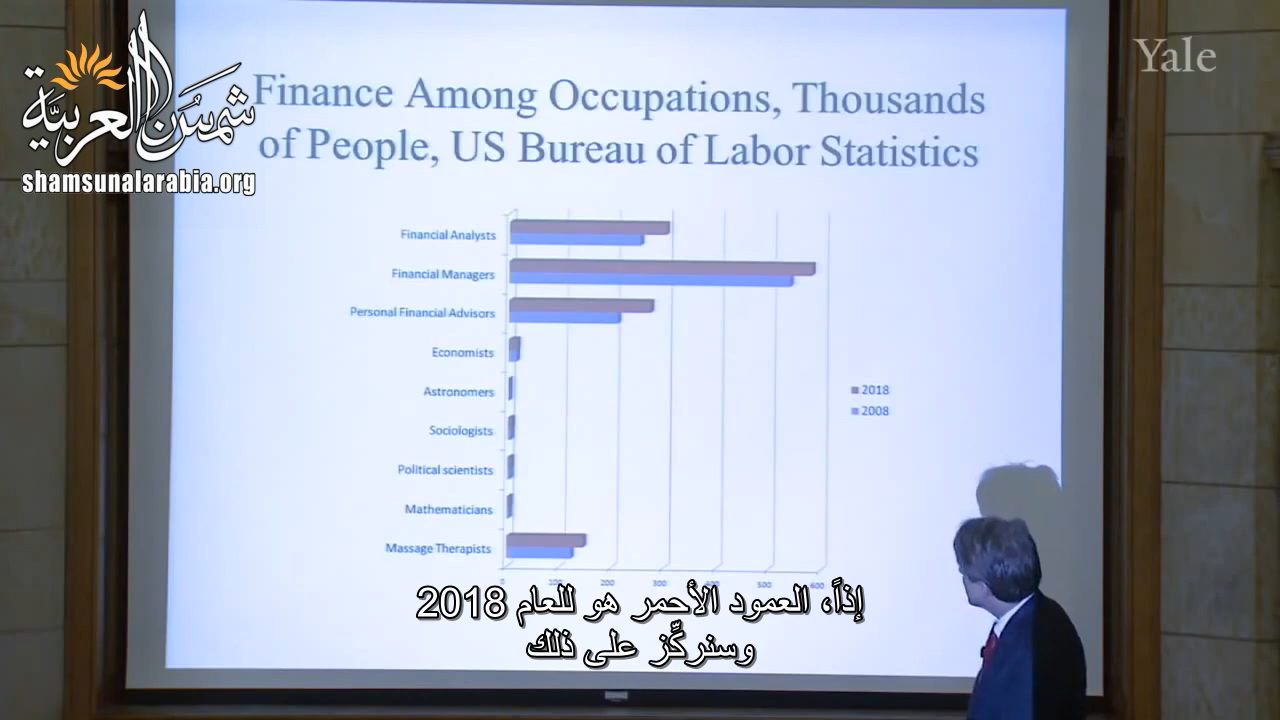 شمس العربية
shamsunalarabia.org
Yale
Finance Among Occupations, Thousands
of People, US Bureau of Labor Statistics
Financial Analysts
Financial Managers
Personal Financial Advisors
Economists
Astronomers
Sociologists
Political scientists
Mathematicians
Massage Therapists
2018
2008
0 100 200 300 400 500 600
إذاً، العمود الأحمر هو للعام 2018
وسنركِّز على ذلك